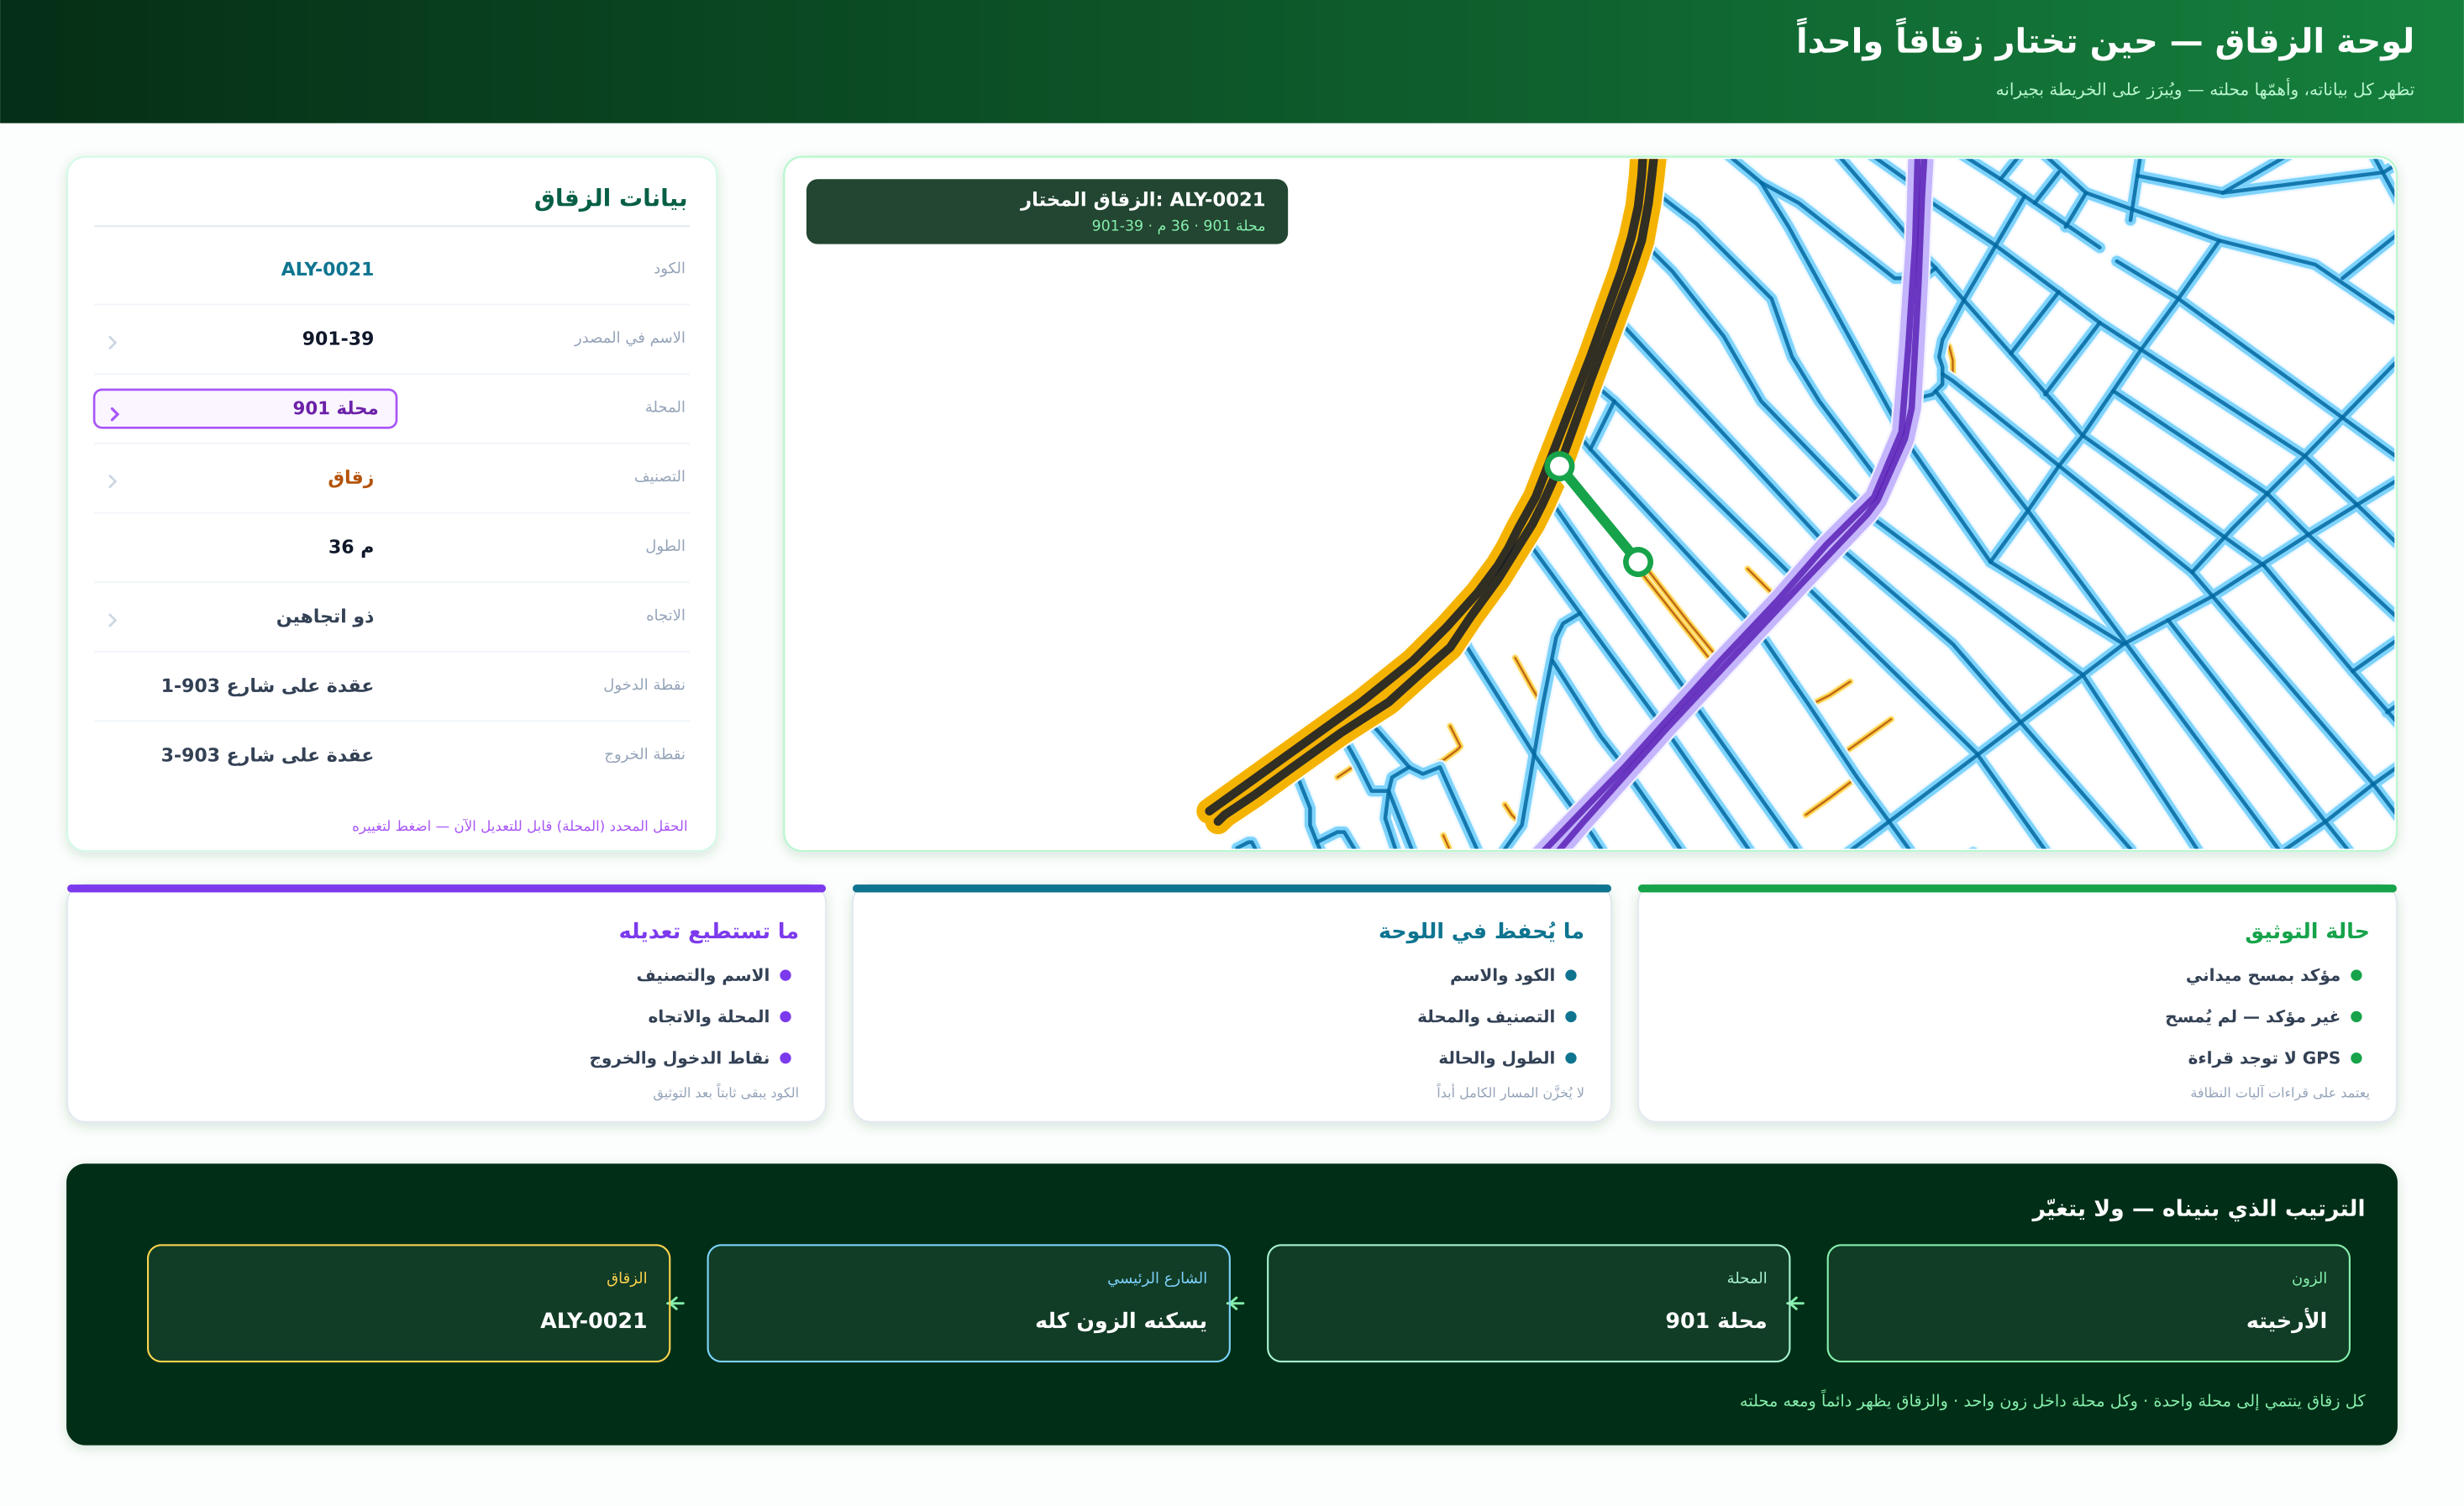 لوحة الزقاق — حين تختار زقاقاً واحداً
تظهر كل بياناته، وأهمّها محلته — ويُبرَز على الخريطة بجيرانه
الزقاق المختار: ALY-0021
محلة 901 · 36 م · 39-901
بيانات الزقاق
الكود ALY-0021
الاسم في المصدر 901-39
المحلة محلة 901
التصنيف زقاق
الطول 36 م
الاتجاه ذو اتجاهين
نقطة الدخول عقدة على شارع 903-1
نقطة الخروج عقدة على شارع 903-3
الحقل المحدد (المحلة) قابل للتعديل الآن — اضغط لتغييره
حالة التوثيق
مؤكد بمسح ميداني
غير مؤكد — لم يُمسح
لا توجد قراءة GPS
يعتمد على قراءات آليات النظافة
ما يُحفظ في اللوحة
الكود والاسم
التصنيف والمحلة
الطول والحالة
لا يُخزَّن المسار الكامل أبداً
ما تستطيع تعديله
الاسم والتصنيف
المحلة والاتجاه
نقاط الدخول والخروج
الكود يبقى ثابتاً بعد التوثيق
الترتيب الذي بنيناه — ولا يتغيّر
الزون
الأرخيته
المحلة
محلة 901
الشارع الرئيسي
يسكنه الزون كله
الزقاق
ALY-0021
كل زقاق ينتمي إلى محلة واحدة · وكل محلة داخل زون واحد · والزقاق يظهر دائماً ومعه محلته